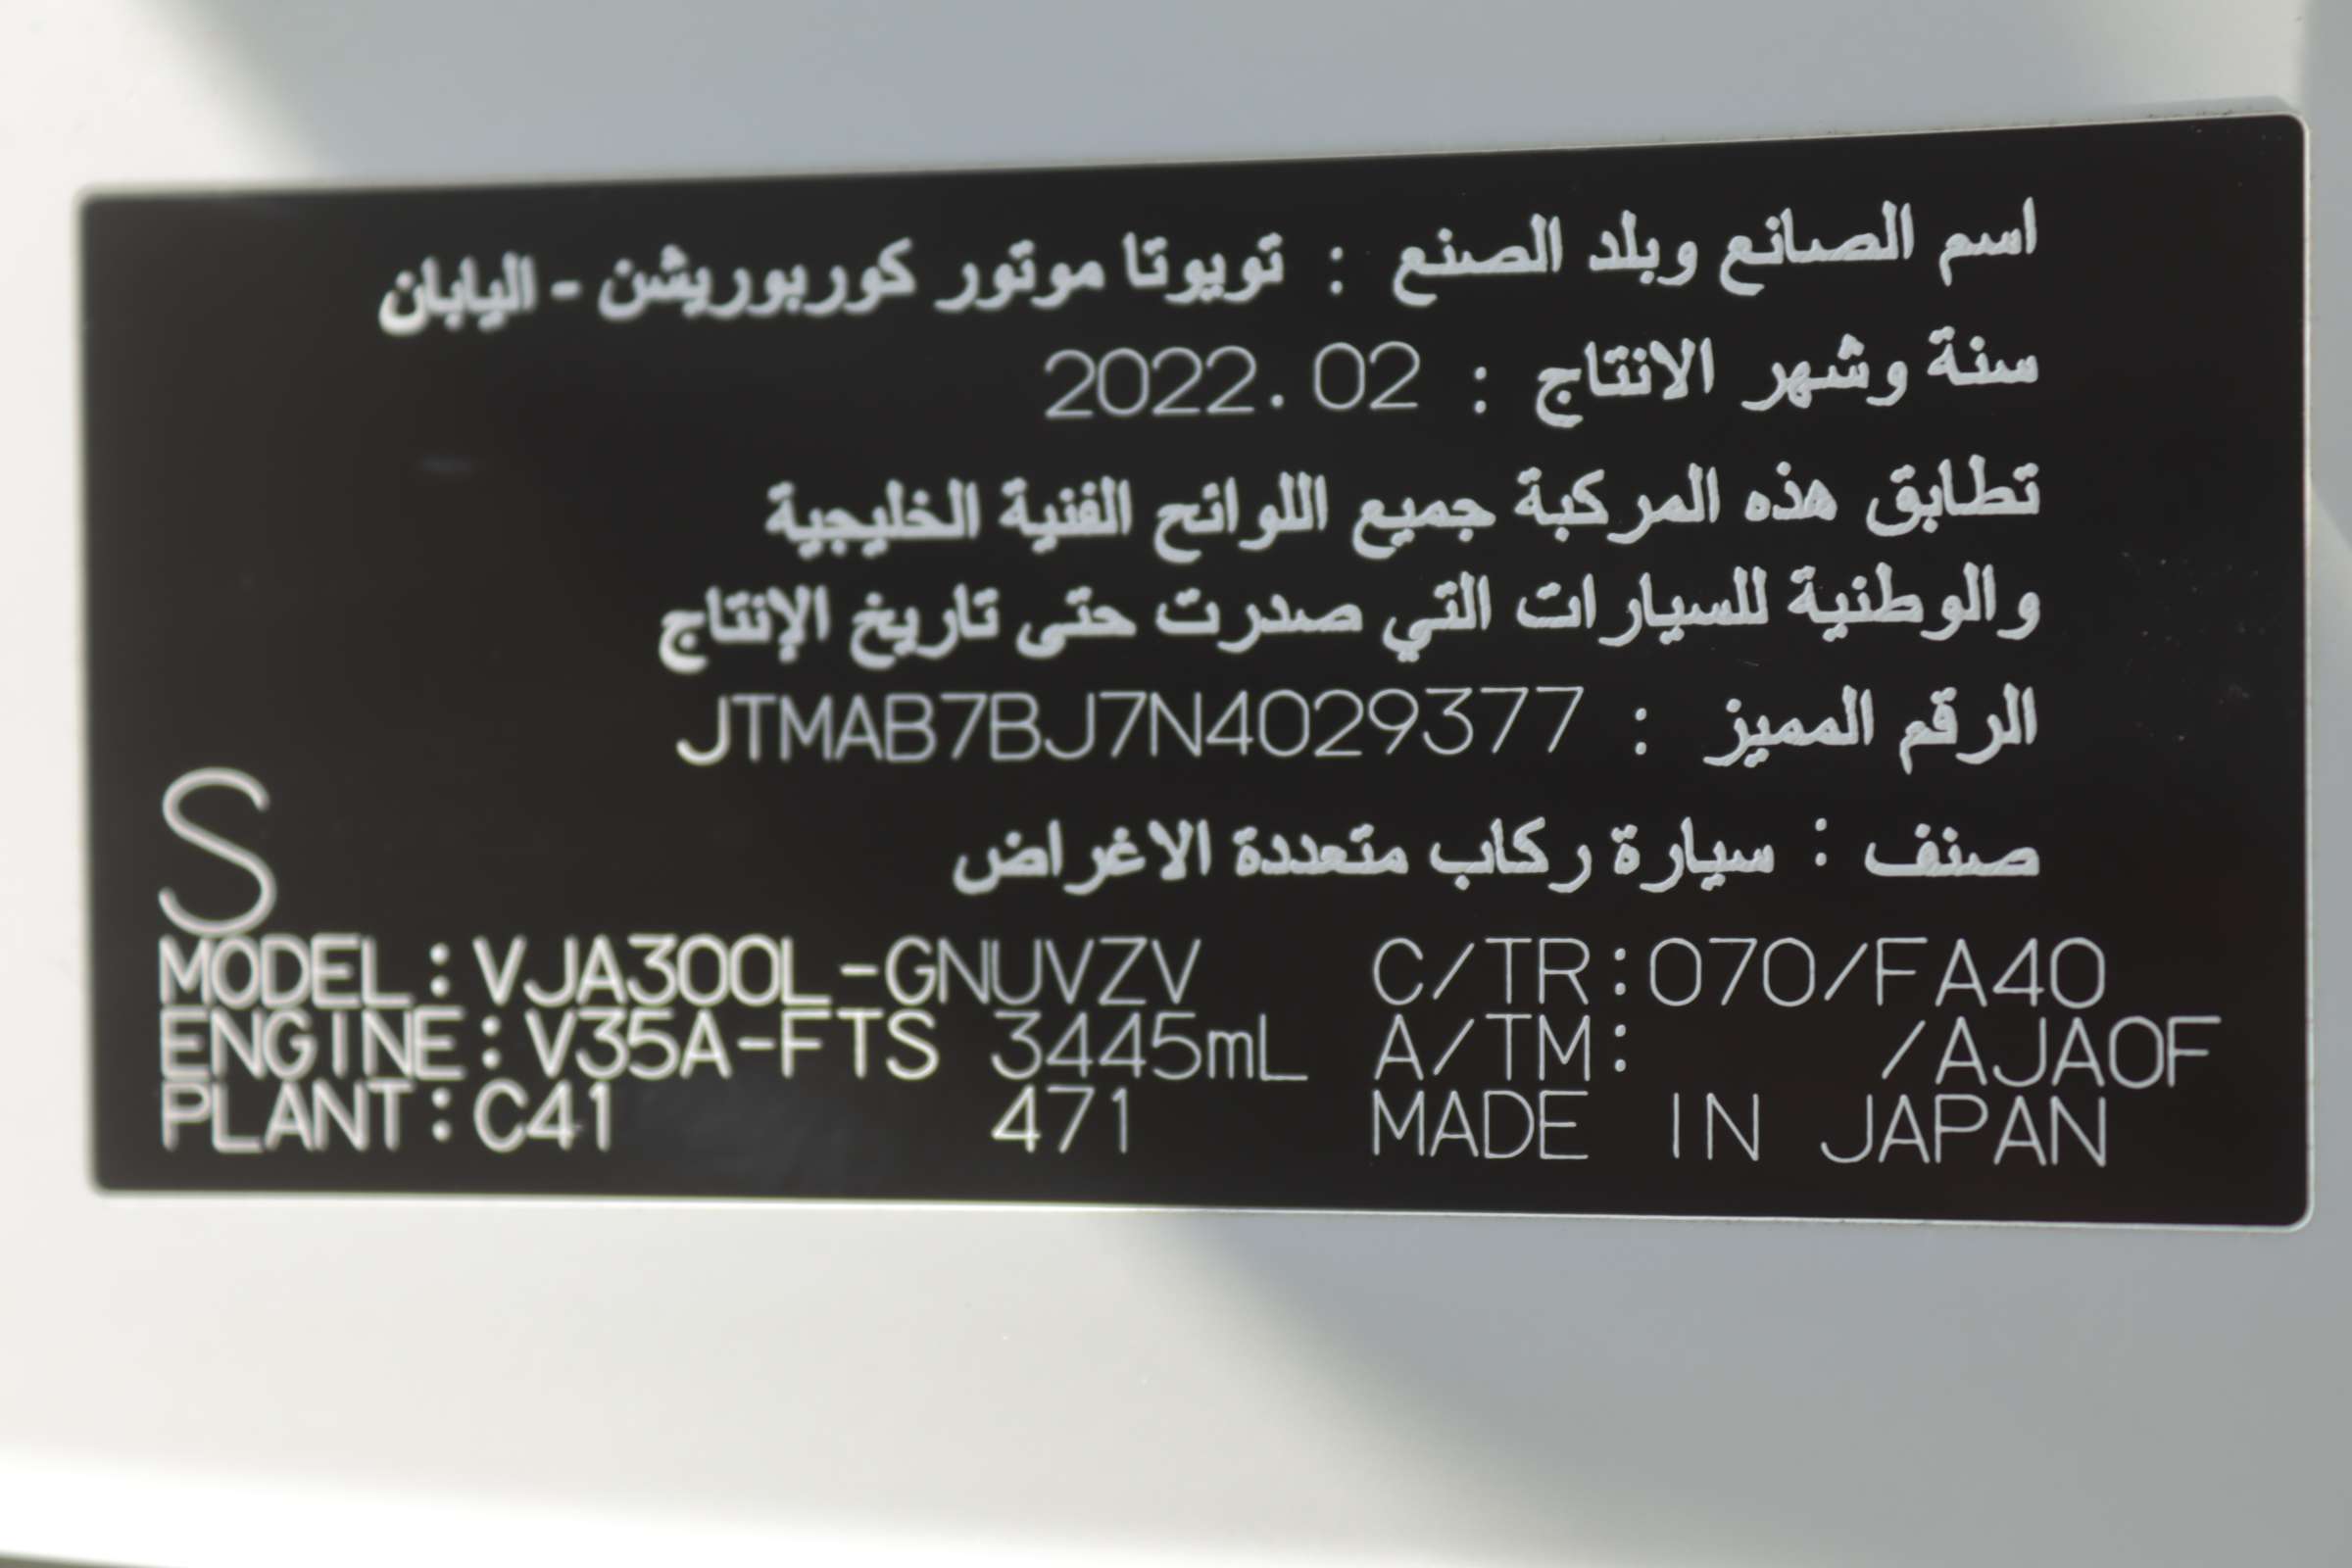 اسم الصانع وبلد الصنع : تويوتا موتور كوربوريشن - اليابان
سنة وشهر الانتاج : 2022.02
تطابق هذه المركبة جميع اللوائح الفنية الخليجية
والوطنية للسيارات التي صدرت حتى تاريخ الإنتاج
الرقم المميز : JTMAB7BJ7N4029377
صنف : سيارة ركاب متعددة الاغراض
S
MODEL:VJA300L-GNUVZV C/TR:070/FA40
ENGINE:V35A-FTS 3445mL A/TM: /AJA0F
PLANT:C41 471 MADE IN JAPAN